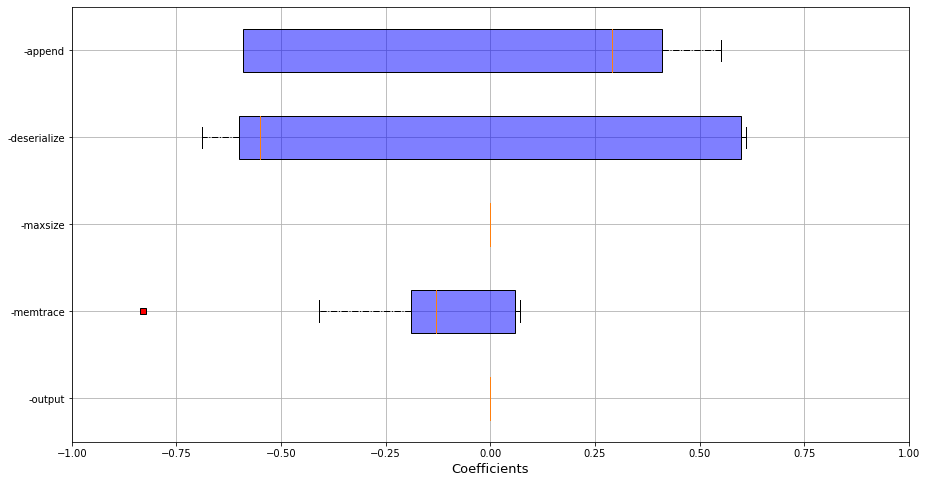 -append
-deserialize
-maxsize
-memtrace
-output
−1.00 −0.75 −0.50 −0.25 0.00 0.25 0.50 0.75 1.00
Coefficients